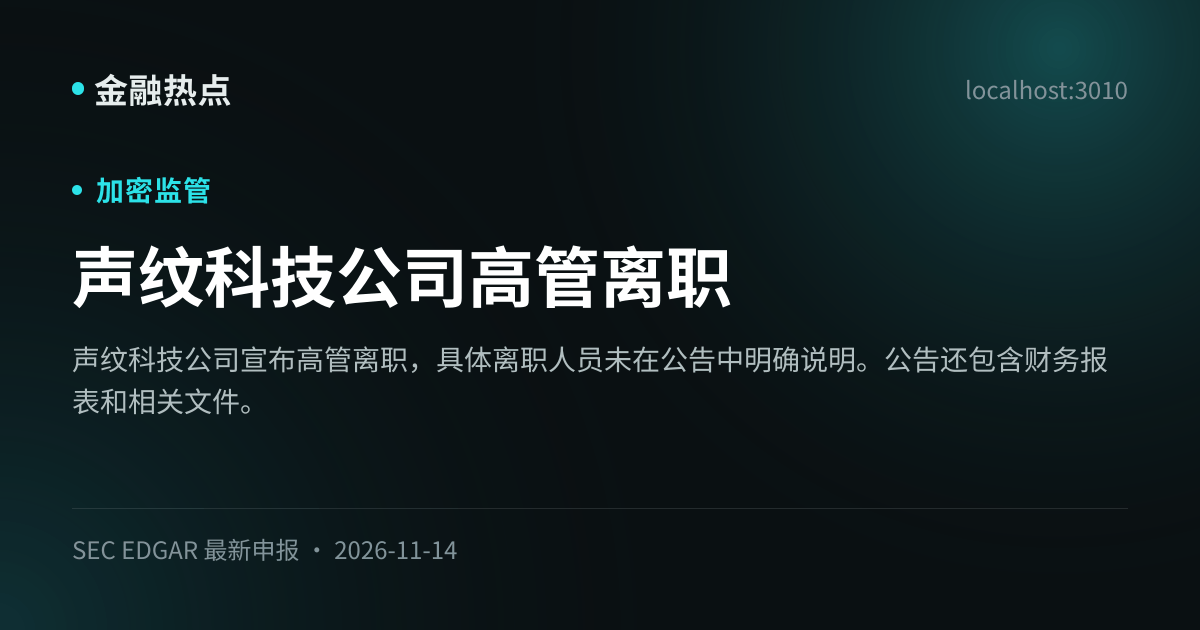 金融热点
localhost:3010
加密监管
声纹科技公司高管离职
声纹科技公司宣布高管离职，具体离职人员未在公告中明确说明。公告还包含财务报
表和相关文件。
SEC EDGAR 最新申报 · 2026-11-14